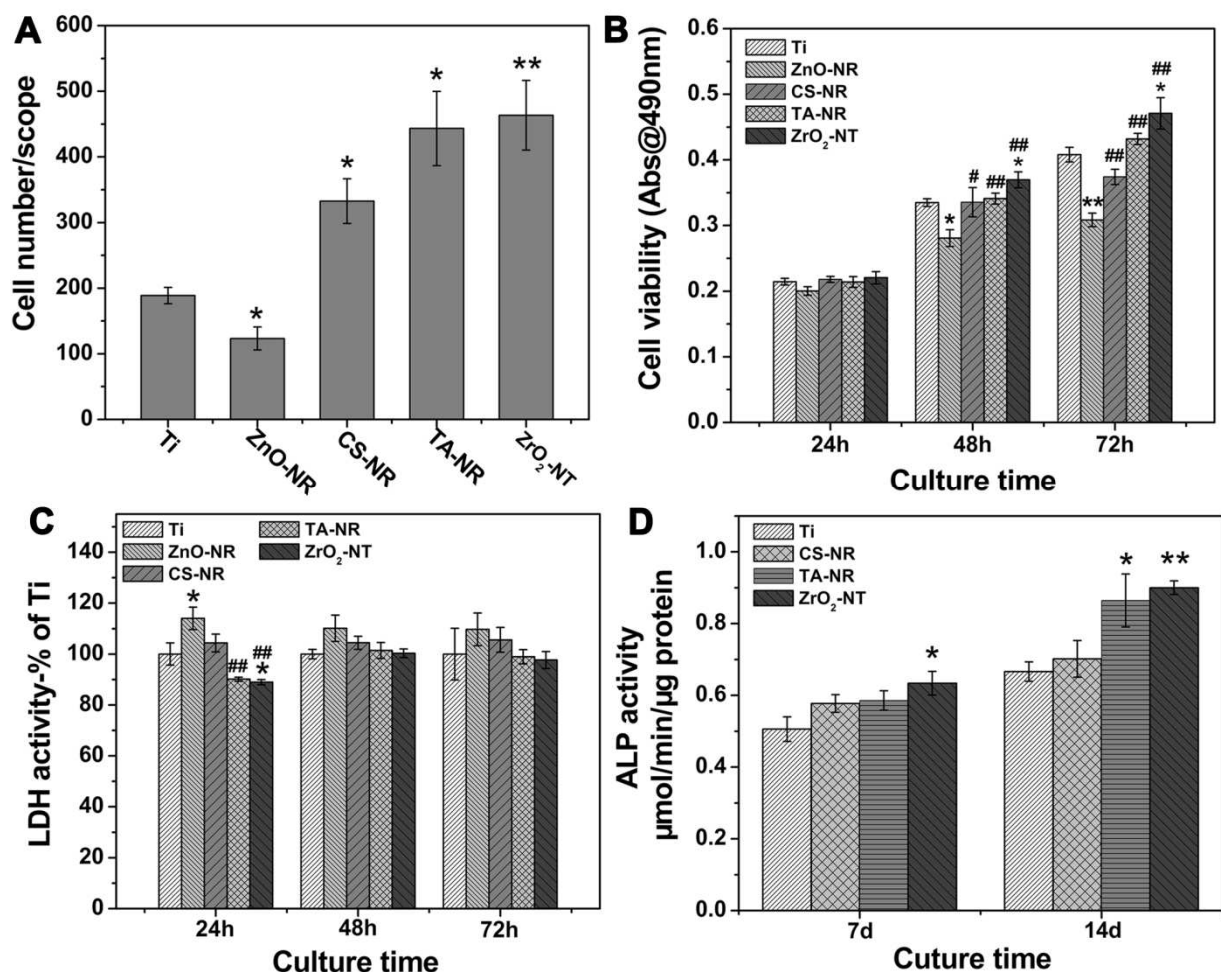 A
600
500
400
300
200
100
0
Cell number/scope
*
*
*
**
Ti
ZnO-NR
CS-NR
TA-NR
ZrO₂-NT
B
0.6
0.5
0.4
0.3
0.2
0.1
0.0
Cell viability (Abs@490nm)
Ti
ZnO-NR
CS-NR
TA-NR
ZrO₂-NT
*
#
##
##
*
**
##
##
##
*
24h
48h
72h
Culture time
C
140
120
100
80
60
40
20
0
LDH activity-% of Ti
Ti
ZnO-NR
CS-NR
TA-NR
ZrO₂-NT
*
##
##
*
24h
48h
72h
Culture time
D
1.0
0.8
0.6
0.4
0.2
0.0
ALP activity
μmol/min/μg protein
Ti
CS-NR
TA-NR
ZrO₂-NT
*
*
**
7d
14d
Cuture time